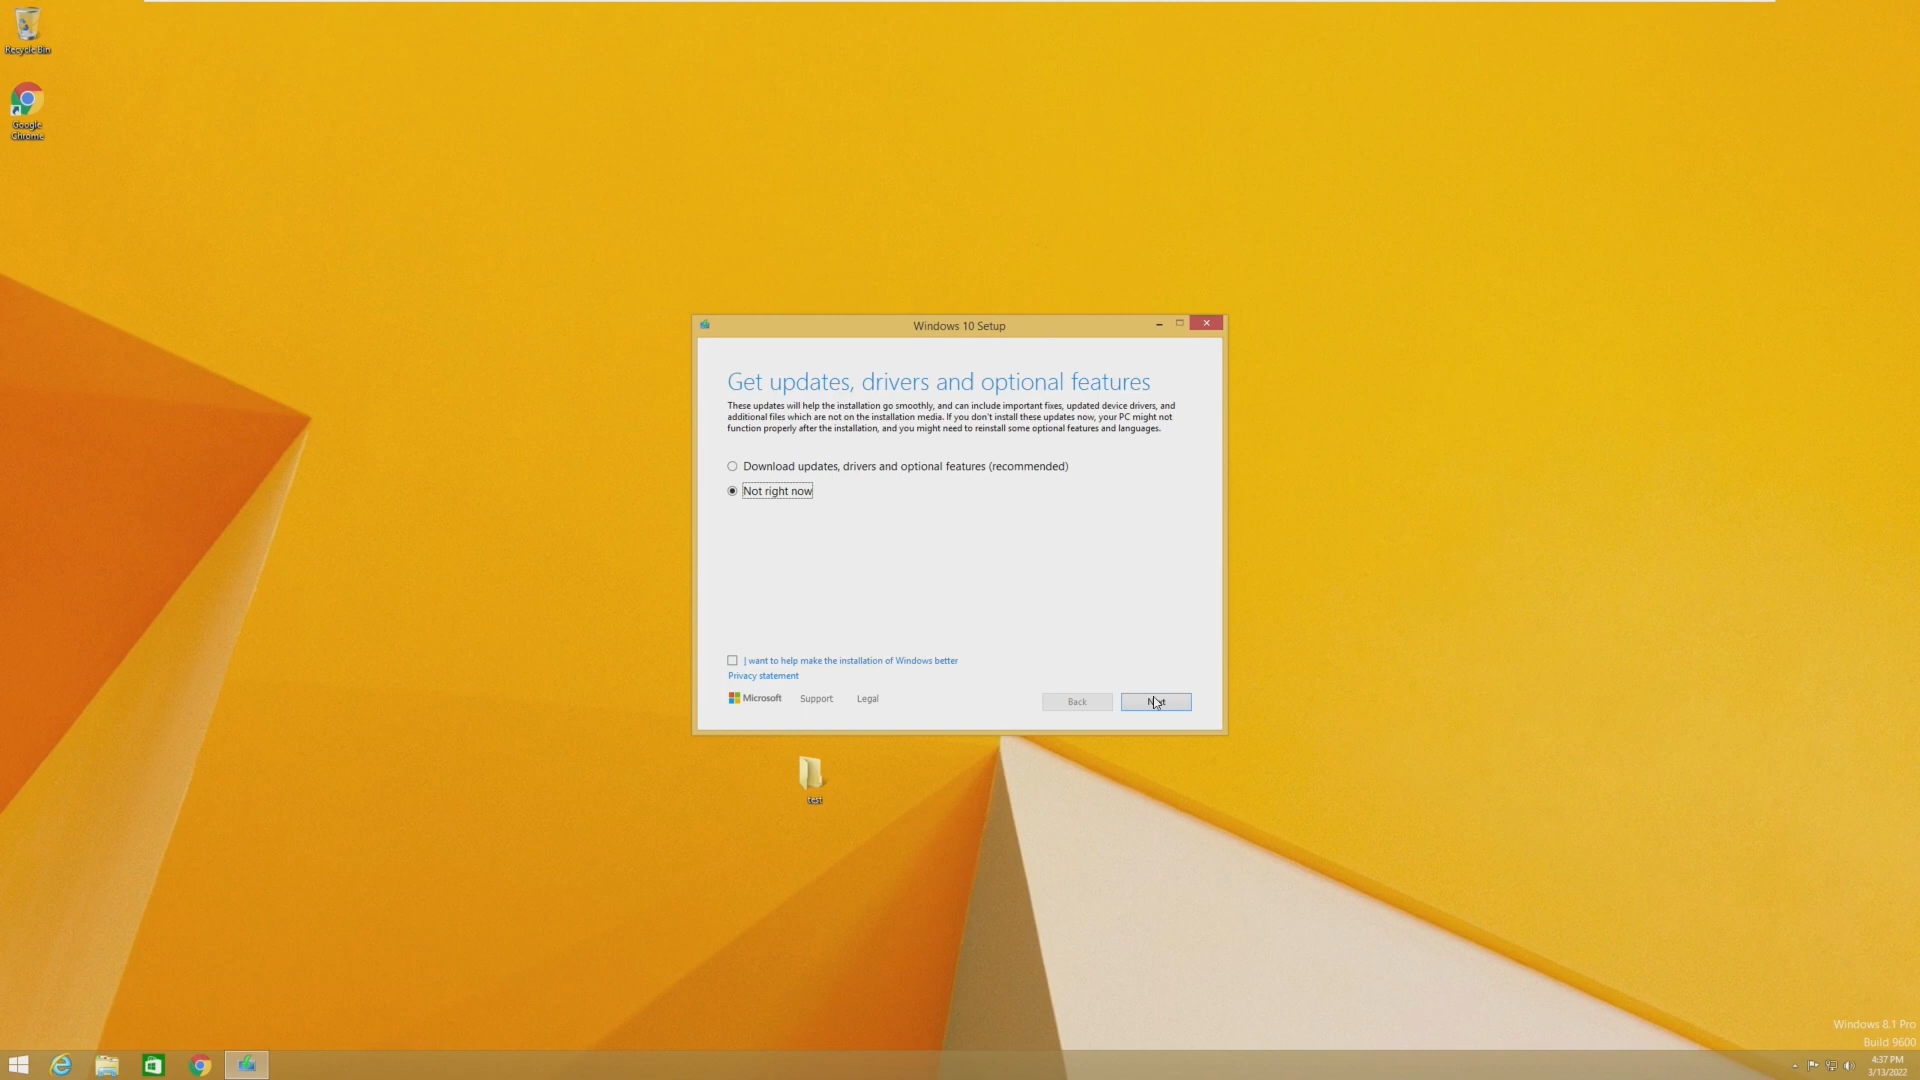 Recycle Bin
Google
Chrome
Windows 10 Setup
Get updates, drivers and optional features
These updates will help the installation go smoothly, and can include important fixes, updated device drivers, and
additional files which are not on the installation media. If you don't install these updates now, your PC might not
function properly after the installation, and you might need to reinstall some optional features and languages.
Download updates, drivers and optional features (recommended)
Not right now
I want to help make the installation of Windows better
Privacy statement
Microsoft Support Legal
Back Next
test
Windows 8.1 Pro
Build 9600
4:37 PM
3/13/2022